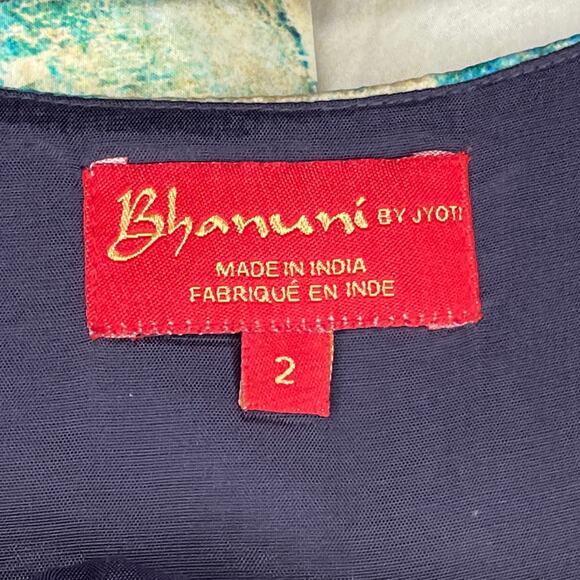 Bhanuni BY JYOTI
MADE IN INDIA
FABRIQUÉ EN INDE
2